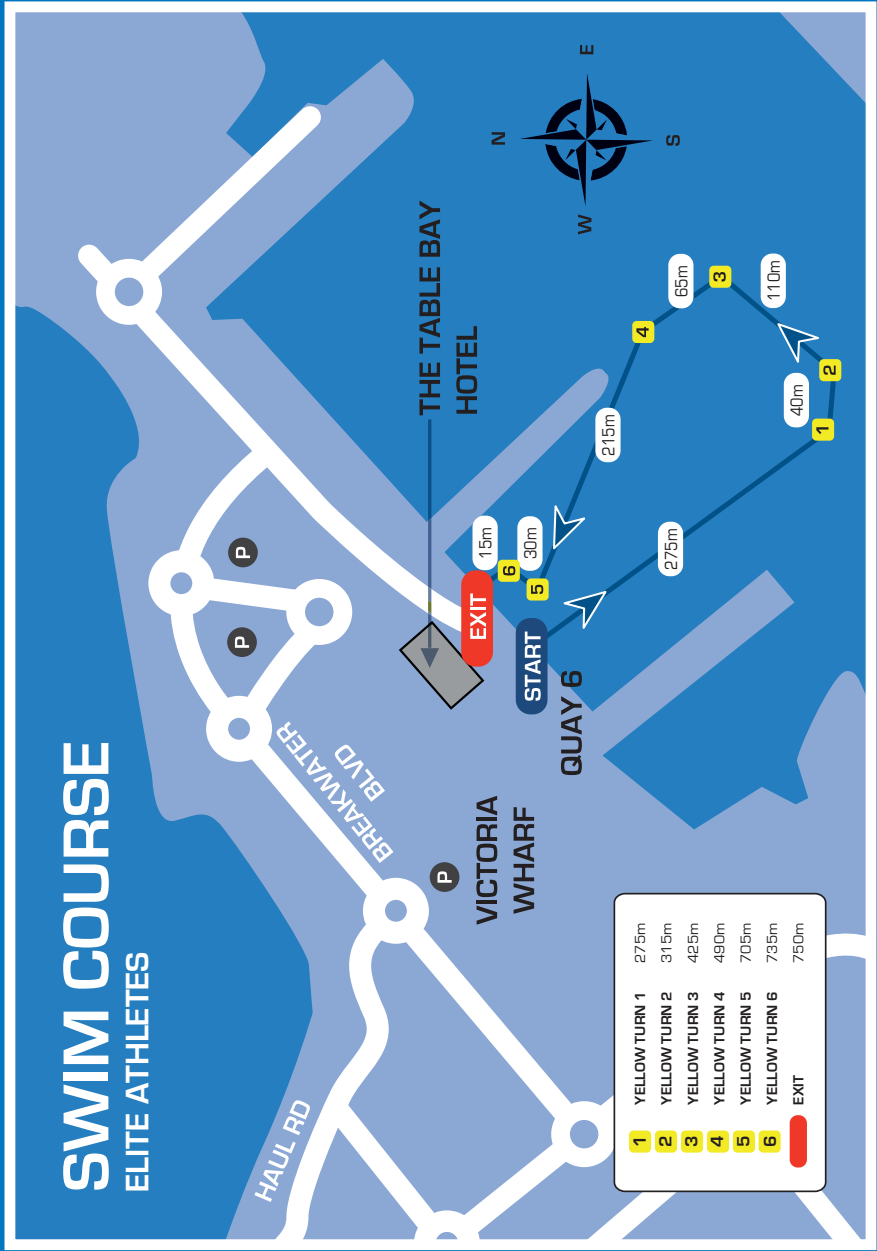 SWIM COURSE
ELITE ATHLETES
HAUL RD
BREAKWATER
BLVD
P
P
P
VICTORIA
WHARF
THE TABLE BAY
HOTEL
QUAY 6
START
EXIT
15m
6
30m
5
275m
215m
4
65m
3
110m
2
40m
1
N
E
S
W
1 YELLOW TURN 1 275m
2 YELLOW TURN 2 315m
3 YELLOW TURN 3 425m
4 YELLOW TURN 4 490m
5 YELLOW TURN 5 705m
6 YELLOW TURN 6 735m
EXIT 750m